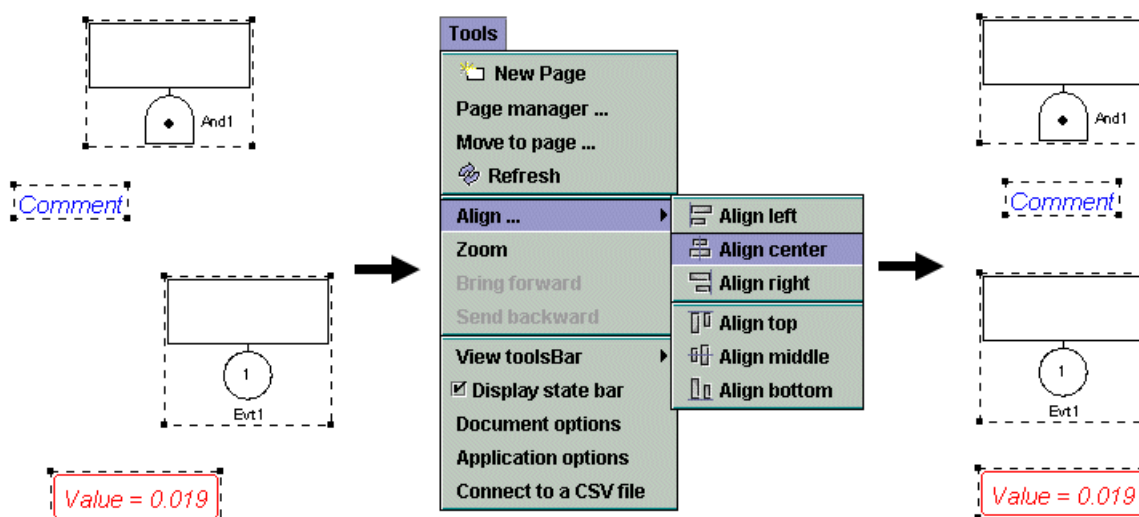 And1
Comment
1
Evt1
Value = 0.019
Tools
New Page
Page manager ...
Move to page ...
Refresh
Align ...
Zoom
Bring forward
Send backward
View toolsBar
Display state bar
Document options
Application options
Connect to a CSV file
Align left
Align center
Align right
Align top
Align middle
Align bottom
And1
Comment
1
Evt1
Value = 0.019